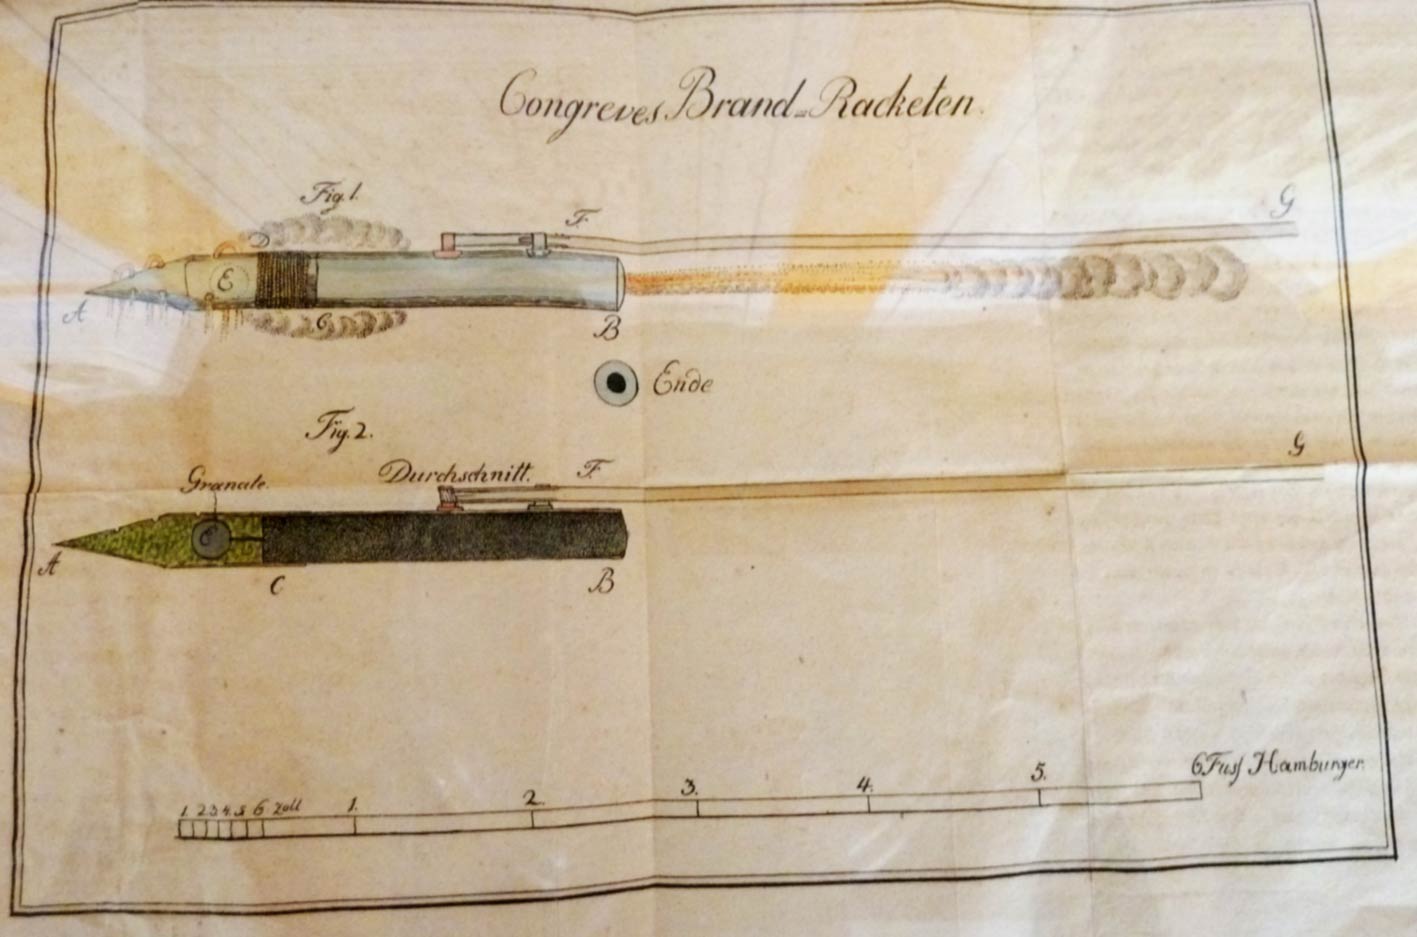 Congreves Brand=Racketen.
Fig. 1.
G
F.
D
E
A
C
B
Ende
Fig. 2.
G
Granate.
Durchschnitt.
F.
E
A
C
B
1. 2 3 4. 5 6 Zoll 1. 2. 3. 4. 5. 6 Fuss Hamburger.